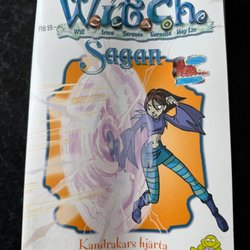 W.i.t.c.h.
Will Irma Taranee Cornelia Hay Lin
Sagan
Kandrakars hjärta